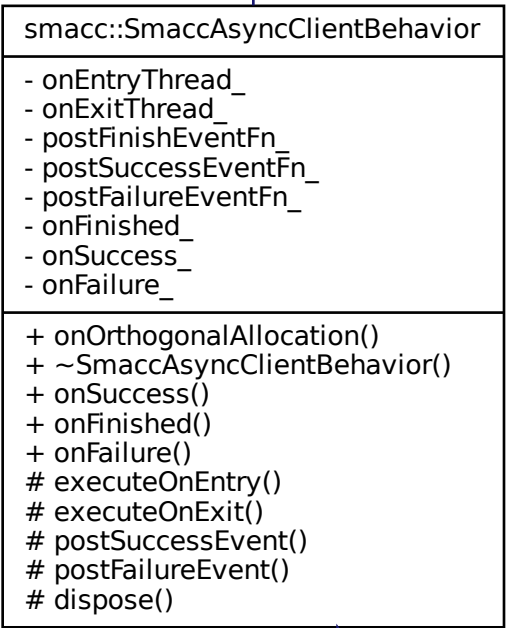 smacc::SmaccAsyncClientBehavior
- onEntryThread_
- onExitThread_
- postFinishEventFn_
- postSuccessEventFn_
- postFailureEventFn_
- onFinished_
- onSuccess_
- onFailure_
+ onOrthogonalAllocation()
+ ~SmaccAsyncClientBehavior()
+ onSuccess()
+ onFinished()
+ onFailure()
# executeOnEntry()
# executeOnExit()
# postSuccessEvent()
# postFailureEvent()
# dispose()